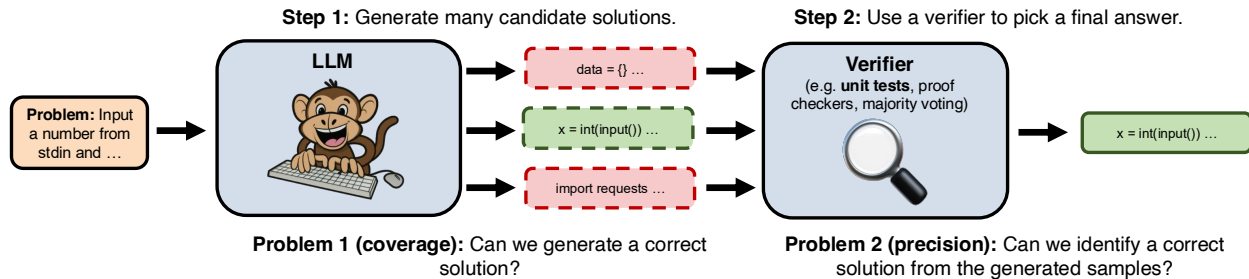 Step 1: Generate many candidate solutions.
Step 2: Use a verifier to pick a final answer.
Problem: Input
a number from
stdin and …
LLM
data = {} …
x = int(input()) …
import requests …
Verifier
(e.g. unit tests, proof
checkers, majority voting)
x = int(input()) …
Problem 1 (coverage): Can we generate a correct
solution?
Problem 2 (precision): Can we identify a correct
solution from the generated samples?